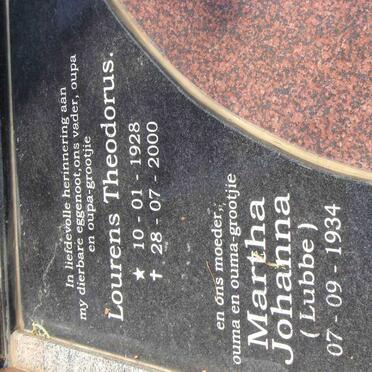 In liefdevolle herinnering aan
my dierbare eggenoot,ons vader, oupa
en oupa-grootjie
Lourens Theodorus.
★ 10 - 01 - 1928
✝ 28 - 07 - 2000
en ons moeder,
ouma en ouma-grootjie
Martha
Johanna
( Lubbe )
07 - 09 - 1934